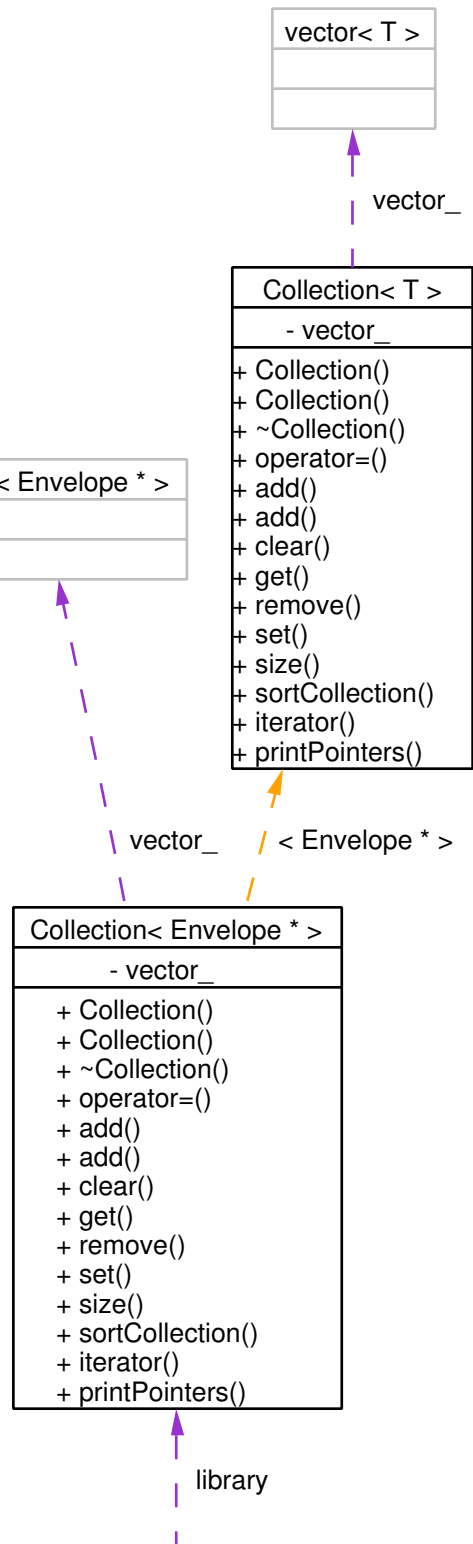 vector< T >
vector_
Collection< T >
- vector_
+ Collection()
+ Collection()
+ ~Collection()
+ operator=()
+ add()
+ add()
+ clear()
+ get()
+ remove()
+ set()
+ size()
+ sortCollection()
+ iterator()
+ printPointers()
< Envelope * >
vector_
< Envelope * >
Collection< Envelope * >
- vector_
+ Collection()
+ Collection()
+ ~Collection()
+ operator=()
+ add()
+ add()
+ clear()
+ get()
+ remove()
+ set()
+ size()
+ sortCollection()
+ iterator()
+ printPointers()
library